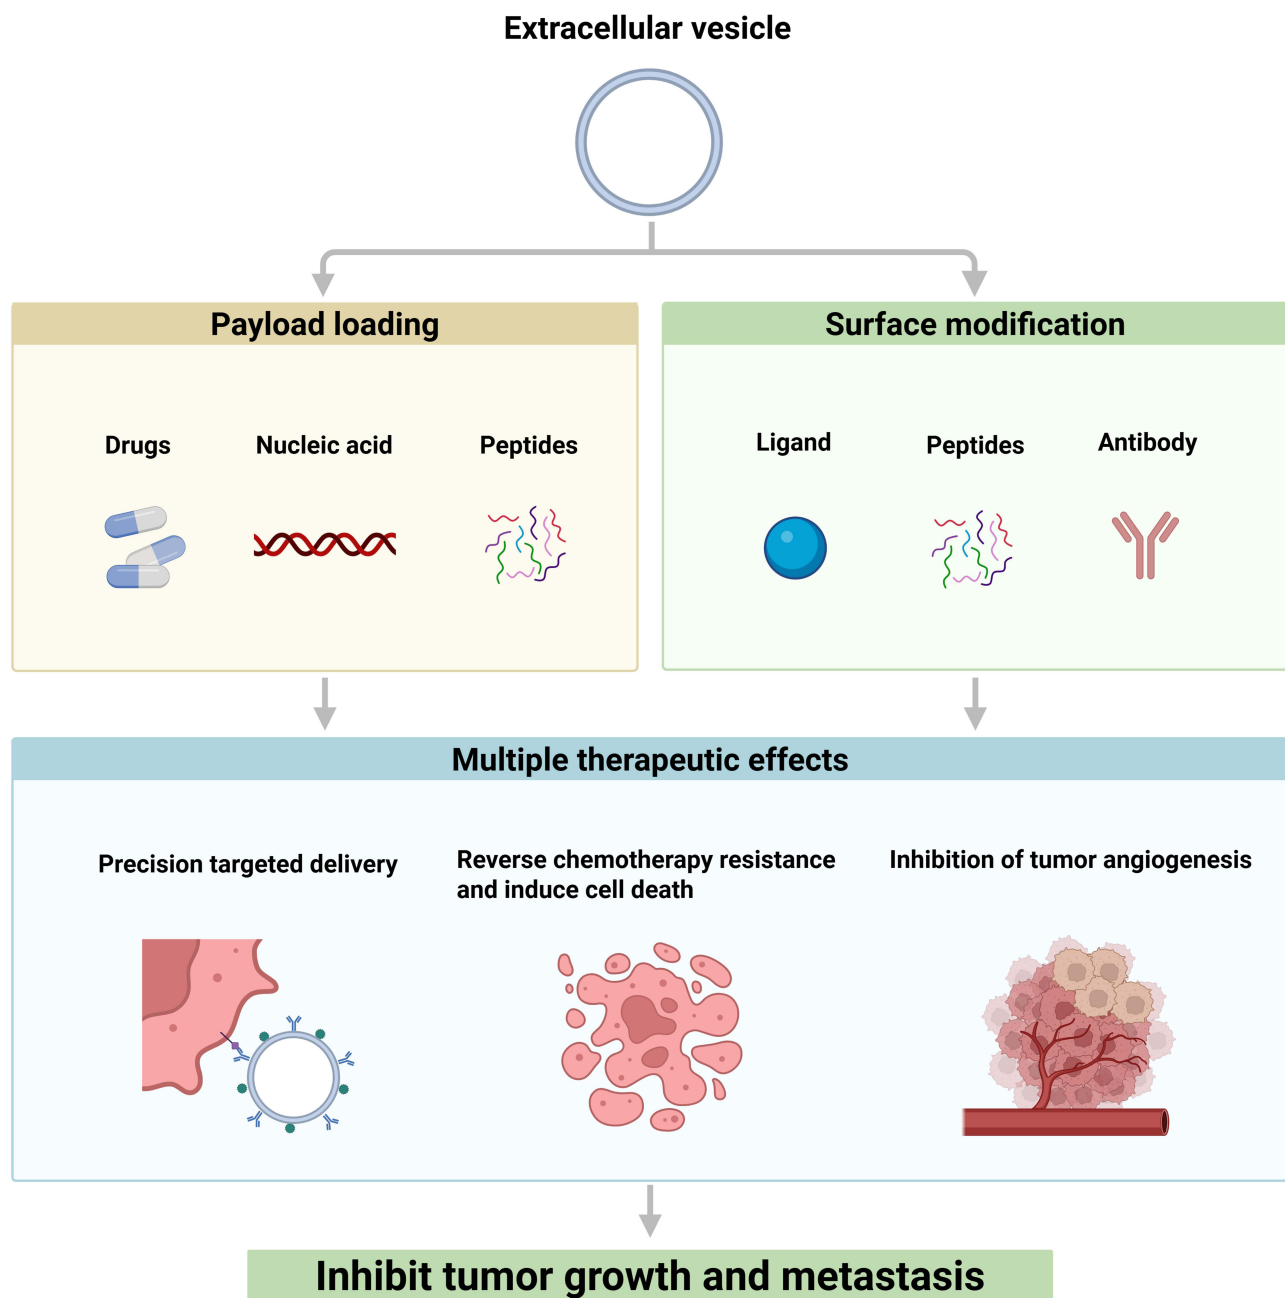 Extracellular vesicle
Payload loading
Surface modification
Drugs
Nucleic acid
Peptides
Ligand
Peptides
Antibody
Multiple therapeutic effects
Precision targeted delivery
Reverse chemotherapy resistance
and induce cell death
Inhibition of tumor angiogenesis
Inhibit tumor growth and metastasis